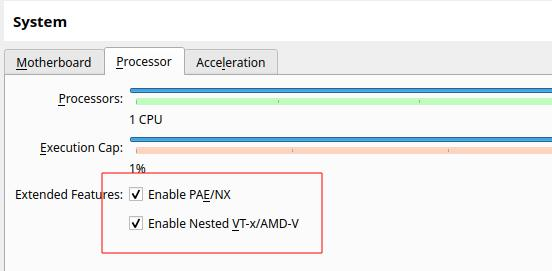 System
Motherboard
Processor
Acceleration
Processors:
1 CPU
Execution Cap:
1%
Extended Features:
Enable PAE/NX
Enable Nested VT-x/AMD-V